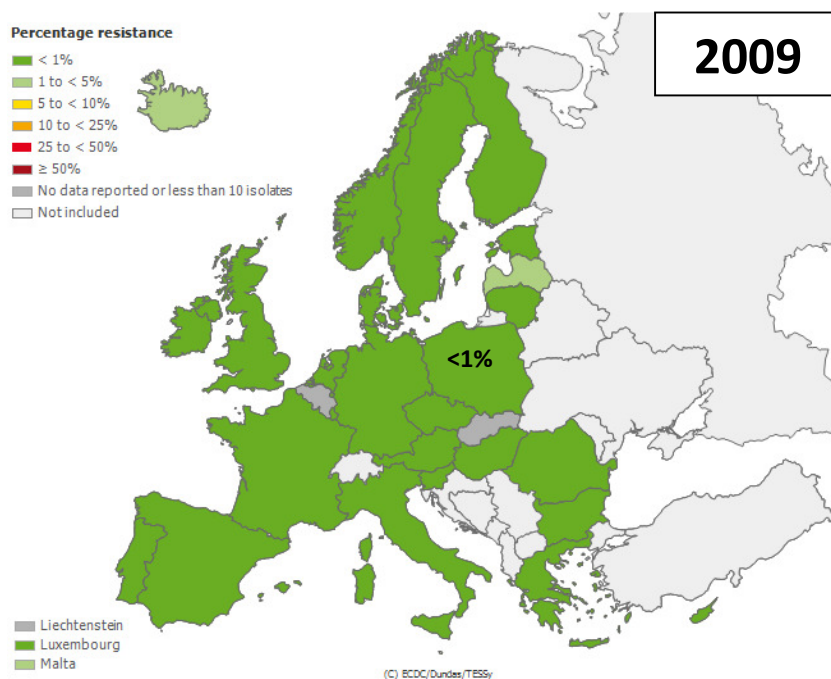 Percentage resistance
2009
< 1%
1 to < 5%
5 to < 10%
10 to < 25%
25 to < 50%
≥ 50%
No data reported or less than 10 isolates
Not included
<1%
Liechtenstein
Luxembourg
Malta
(C) ECDC/Dundas/TESSy